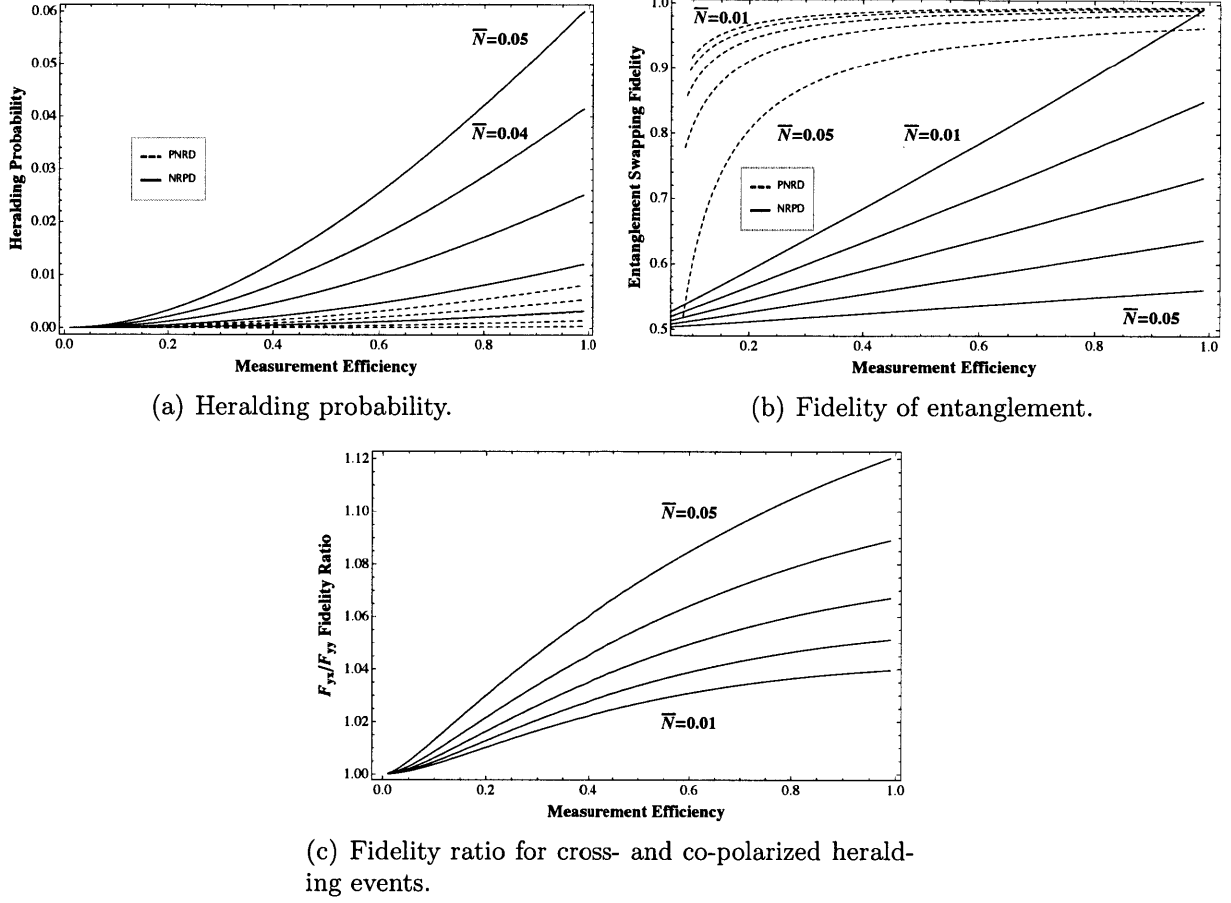 0.06
0.05
0.04
0.03
0.02
0.01
0.00
Heralding Probability
N̅=0.05
N̅=0.04
PNRD
NRPD
0.0 0.2 0.4 0.6 0.8 1.0
Measurement Efficiency
(a) Heralding probability.
1.0
0.9
0.8
0.7
0.6
0.5
Entanglement Swapping Fidelity
N̅=0.01
N̅=0.05
N̅=0.01
PNRD
NRPD
N̅=0.05
0.2 0.4 0.6 0.8 1.0
Measurement Efficiency
(b) Fidelity of entanglement.
1.12
1.10
1.08
1.06
1.04
1.02
1.00
Fyx/Fyy Fidelity Ratio
N̅=0.05
N̅=0.01
0.0 0.2 0.4 0.6 0.8 1.0
Measurement Efficiency
(c) Fidelity ratio for cross- and co-polarized herald-
ing events.